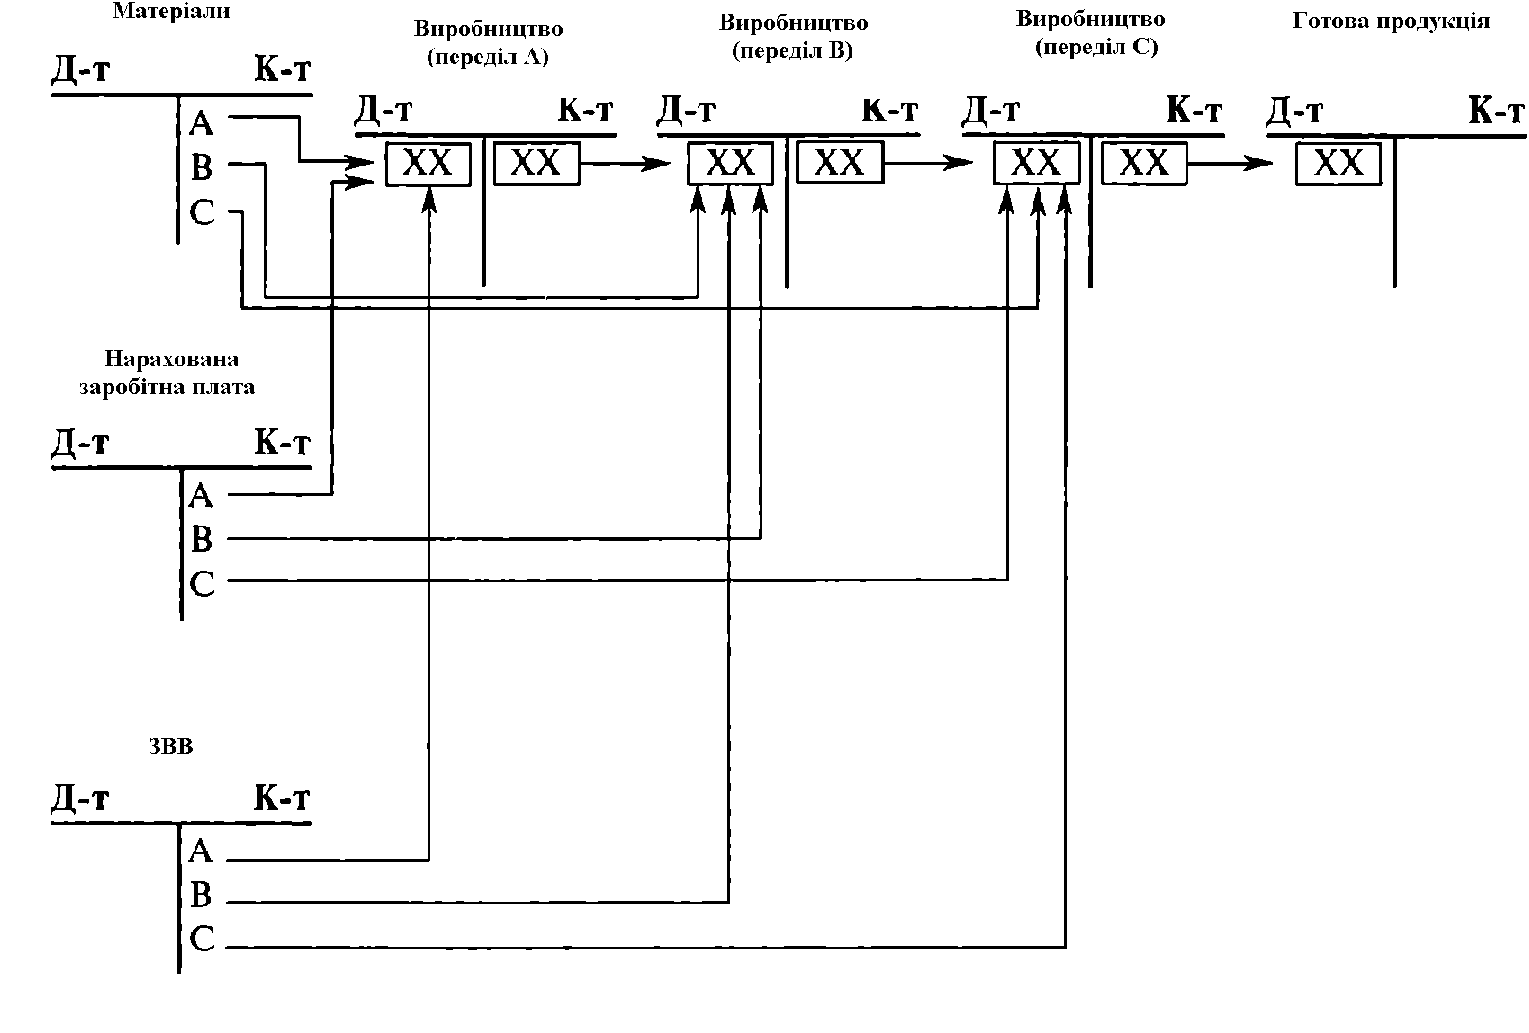 Матеріали
Д-т К-т
A
B
C
Виробництво
(переділ А)
Д-т К-т
XX XX
Виробництво
(переділ В)
Д-т К-т
XX XX
Виробництво
(переділ С)
Д-т К-т
XX XX
Готова продукція
Д-т К-т
XX
Нарахована
заробітна плата
Д-т К-т
A
B
C
ЗВВ
Д-т К-т
A
B
C